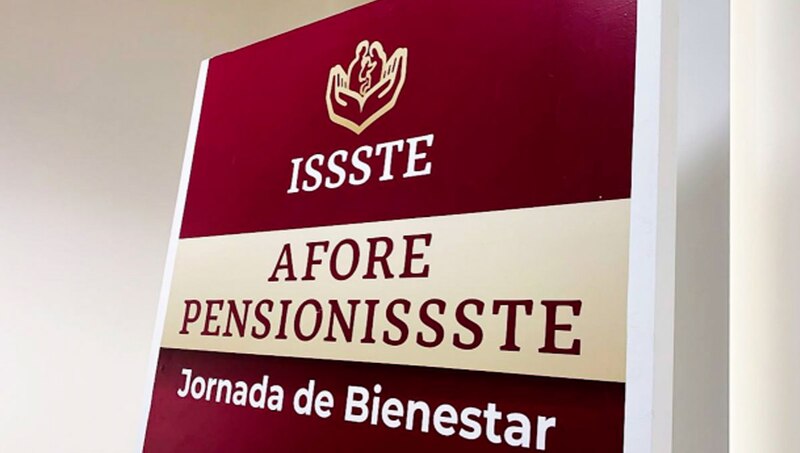 ISSSTE
AFORE
PENSIONISSSTE
Jornada de Bienestar